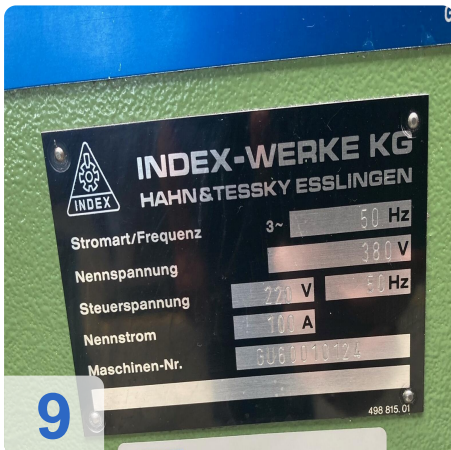 INDEX
INDEX-WERKE KG
HAHN & TESSKY ESSLINGEN
Stromart/Frequenz 3~ 50 Hz
Nennspannung 380 V
Steuerspannung 220 V 50 Hz
Nennstrom 100 A
Maschinen-Nr.
498 815.01
9